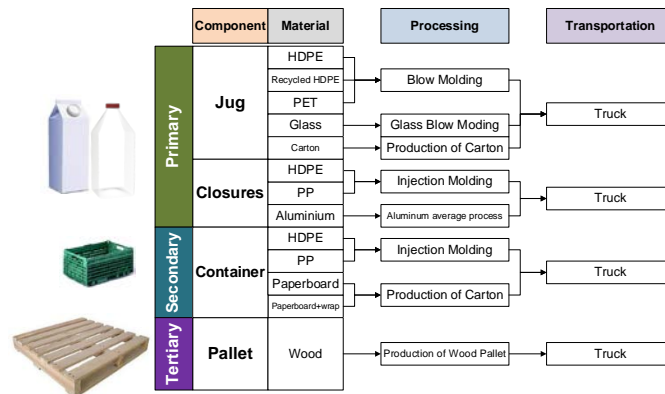 Component Material Processing Transportation
Primary
Jug
HDPE
Recycled HDPE
PET
Glass
Carton
Blow Molding
Glass Blow Moding
Production of Carton
Truck
Closures
HDPE
PP
Aluminium
Injection Molding
Aluminum average process
Truck
Secondary
Container
HDPE
PP
Paperboard
Paperboard+wrap
Injection Molding
Production of Carton
Truck
Tertiary
Pallet
Wood
Production of Wood Pallet
Truck